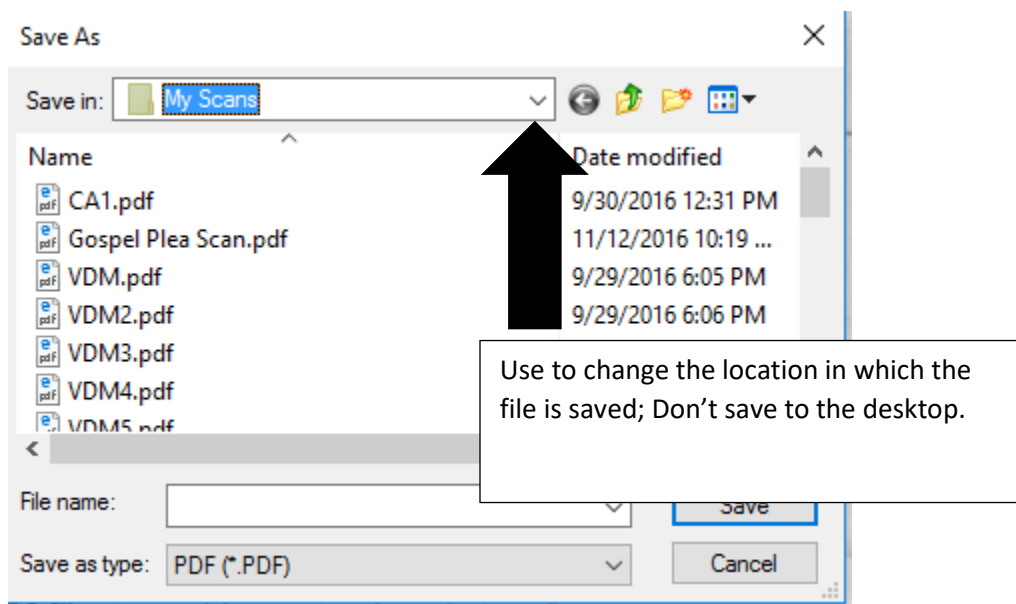 Save As
Save in: My Scans
Name Date modified
CA1.pdf 9/30/2016 12:31 PM
Gospel Plea Scan.pdf 11/12/2016 10:19 ...
VDM.pdf 9/29/2016 6:05 PM
VDM2.pdf 9/29/2016 6:06 PM
VDM3.pdf
VDM4.pdf
VDM5.pdf
Use to change the location in which the
file is saved; Don’t save to the desktop.
File name: Save
Save as type: PDF (*.PDF) Cancel